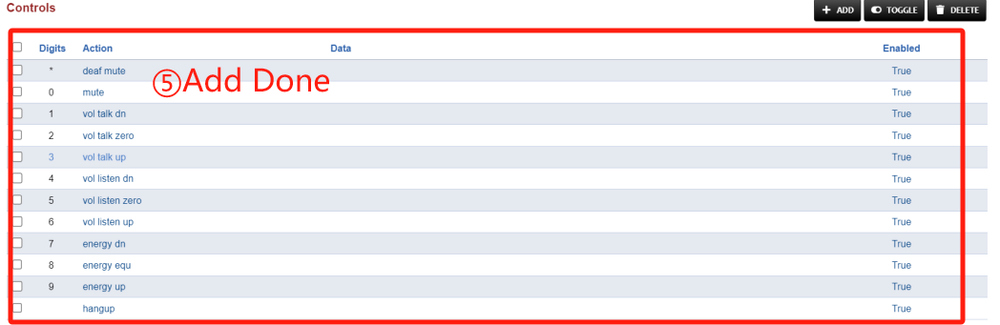 Controls
ADD TOGGLE DELETE
Digits Action Data Enabled
* deaf mute True
⑤Add Done
0 mute True
1 vol talk dn True
2 vol talk zero True
3 vol talk up True
4 vol listen dn True
5 vol listen zero True
6 vol listen up True
7 energy dn True
8 energy equ True
9 energy up True
hangup True